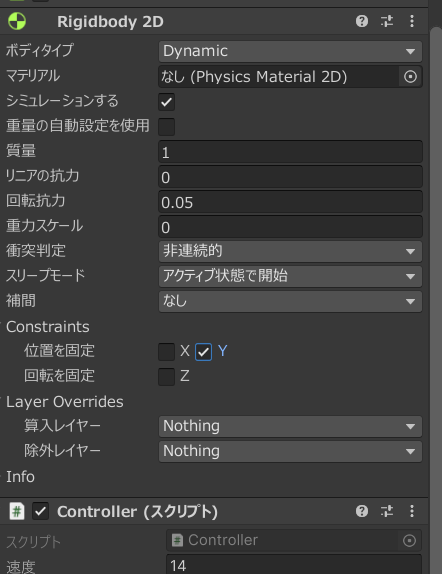 Rigidbody 2D
ボディタイプ Dynamic
マテリアル なし (Physics Material 2D)
シミュレーションする
重量の自動設定を使用
質量 1
リニアの抗力 0
回転抗力 0.05
重力スケール 0
衝突判定 非連続的
スリープモード アクティブ状態で開始
補間 なし
Constraints
位置を固定 X Y
回転を固定 Z
Layer Overrides
算入レイヤー Nothing
除外レイヤー Nothing
Info
# Controller (スクリプト)
スクリプト # Controller
速度 14